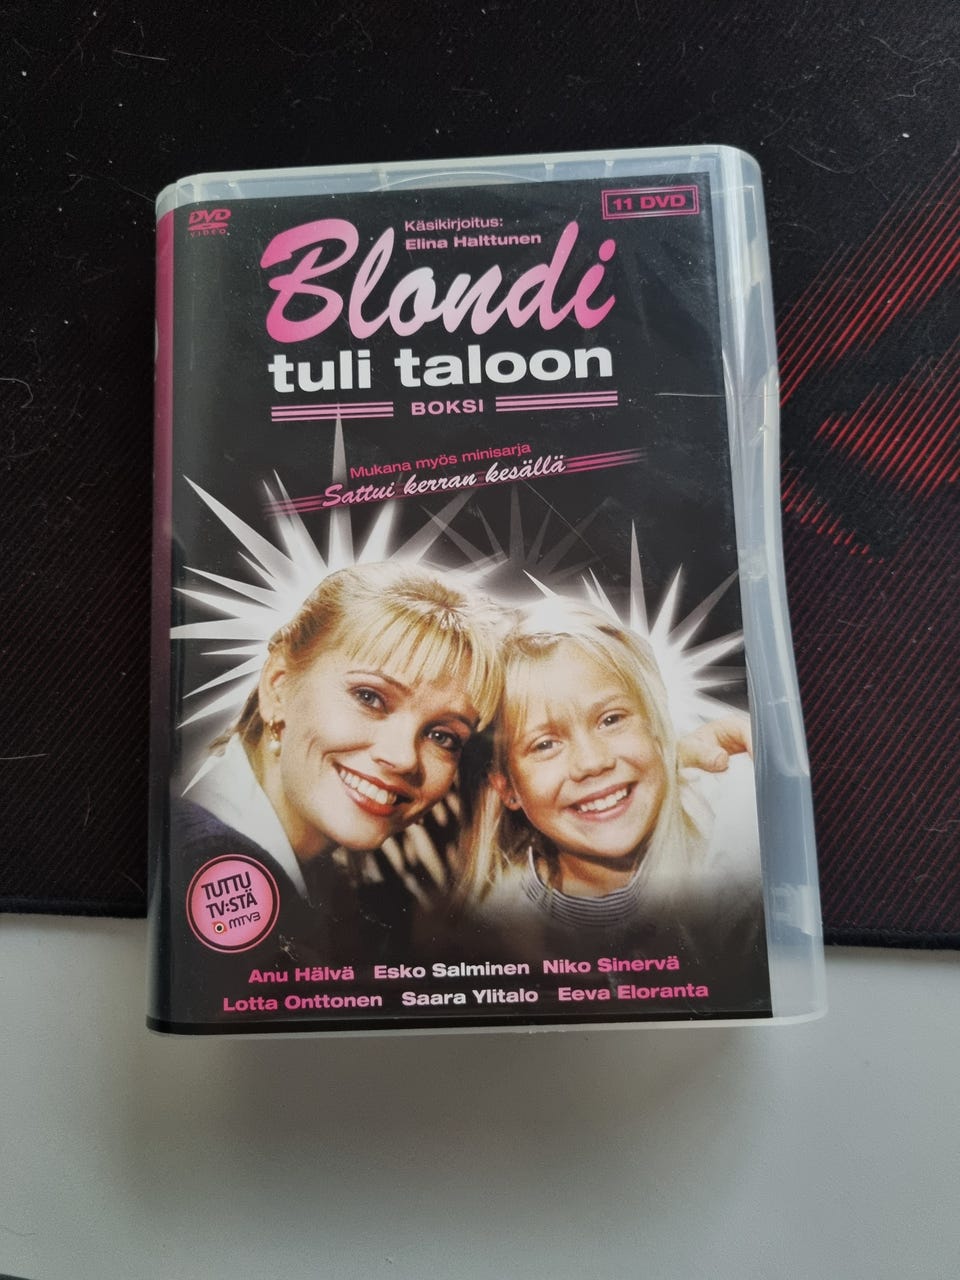 DVD
VIDEO
11 DVD
Käsikirjoitus:
Elina Halttunen
Blondi
tuli taloon
BOKSI
Mukana myös minisarja
Sattui kerran kesällä
TUTTU
TV:STÄ
MTV3
Anu Hälvä Esko Salminen Niko Sinervä
Lotta Onttonen Saara Ylitalo Eeva Eloranta